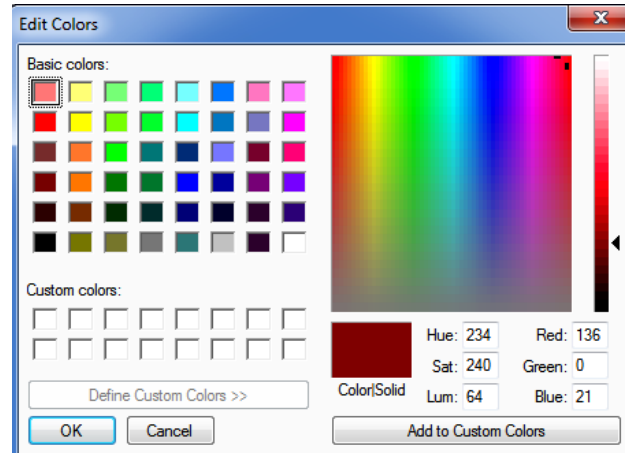 Edit Colors
Basic colors:
Custom colors:
Define Custom Colors >>
OK Cancel
Color|Solid
Hue: 234 Red: 136
Sat: 240 Green: 0
Lum: 64 Blue: 21
Add to Custom Colors